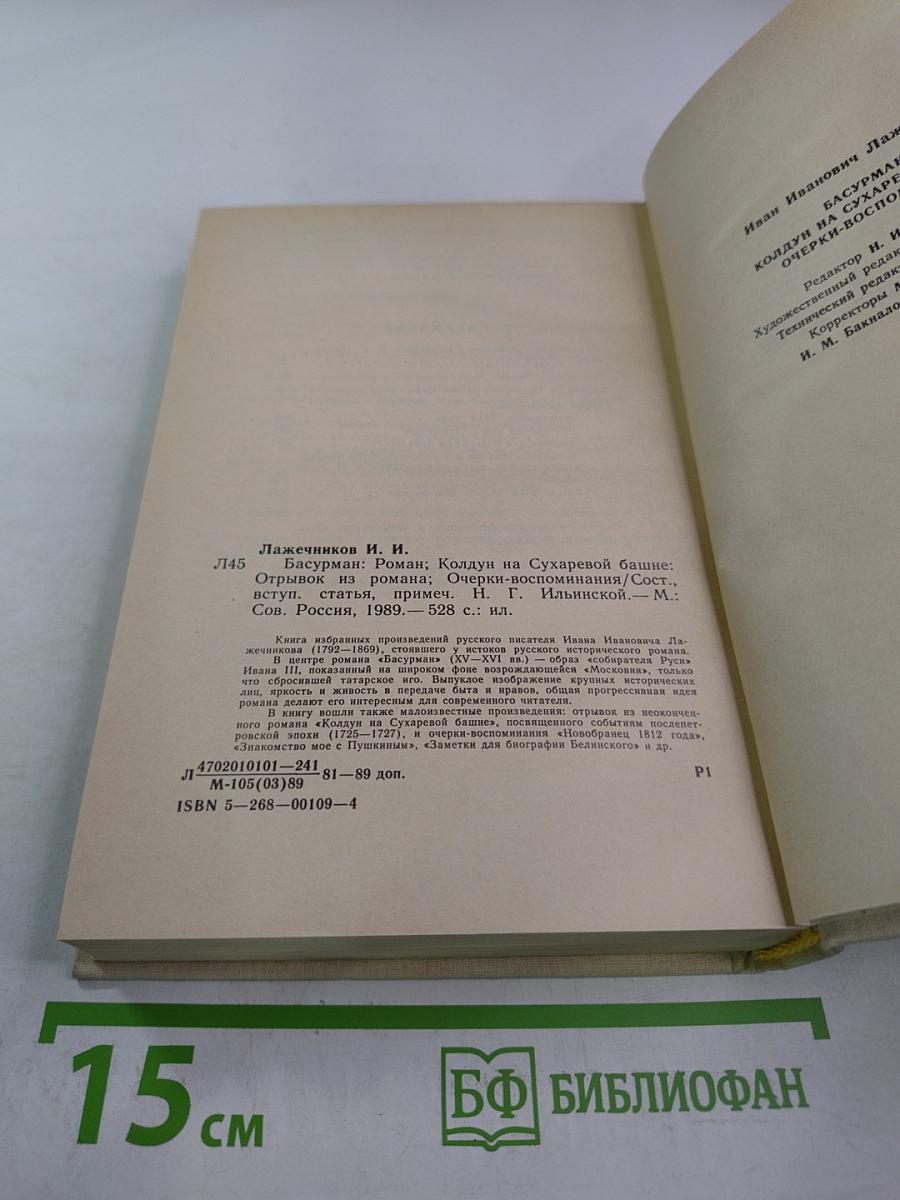 Лажечников И. И.
Л45 Басурман: Роман; Колдун на Сухаревой башне:
Отрывок из романа; Очерки-воспоминания/Сост.,
вступ. статья, примеч. Н. Г. Ильинской.— М.:
Сов. Россия, 1989.— 528 с.: ил.
Книга избранных произведений русского писателя Ивана Ивановича Ла-
жечникова (1792—1869), стоявшего у истоков русского исторического романа.
В центре романа «Басурман» (XV—XVI вв.) — образ «собирателя Руси»
Ивана III, показанный на широком фоне возрождающейся «Московии», только
что сбросившей татарское иго. Выпуклое изображение крупных исторических
лиц, яркость и живость в передаче быта и нравов, общая прогрессивная идея
романа делают его интересным для современного читателя.
В книгу вошли также малоизвестные произведения: отрывок из неокончен-
ного романа «Колдун на Сухаревой башне», посвященного событиям послепет-
ровской эпохи (1725—1727), и очерки-воспоминания «Новобранец 1812 года»,
«Знакомство мое с Пушкиным», «Заметки для биографии Белинского» и др.
Л 4702010101—241
М-105(03)89 81—89 доп.
Р1
ISBN 5—268—00109—4
Иван Иванович
БАСУРМАН
КОЛДУН НА
Редактор Н.
Художественный
Технический
Корректоры
И. М.
15 см
БФ БИБЛИОФАН